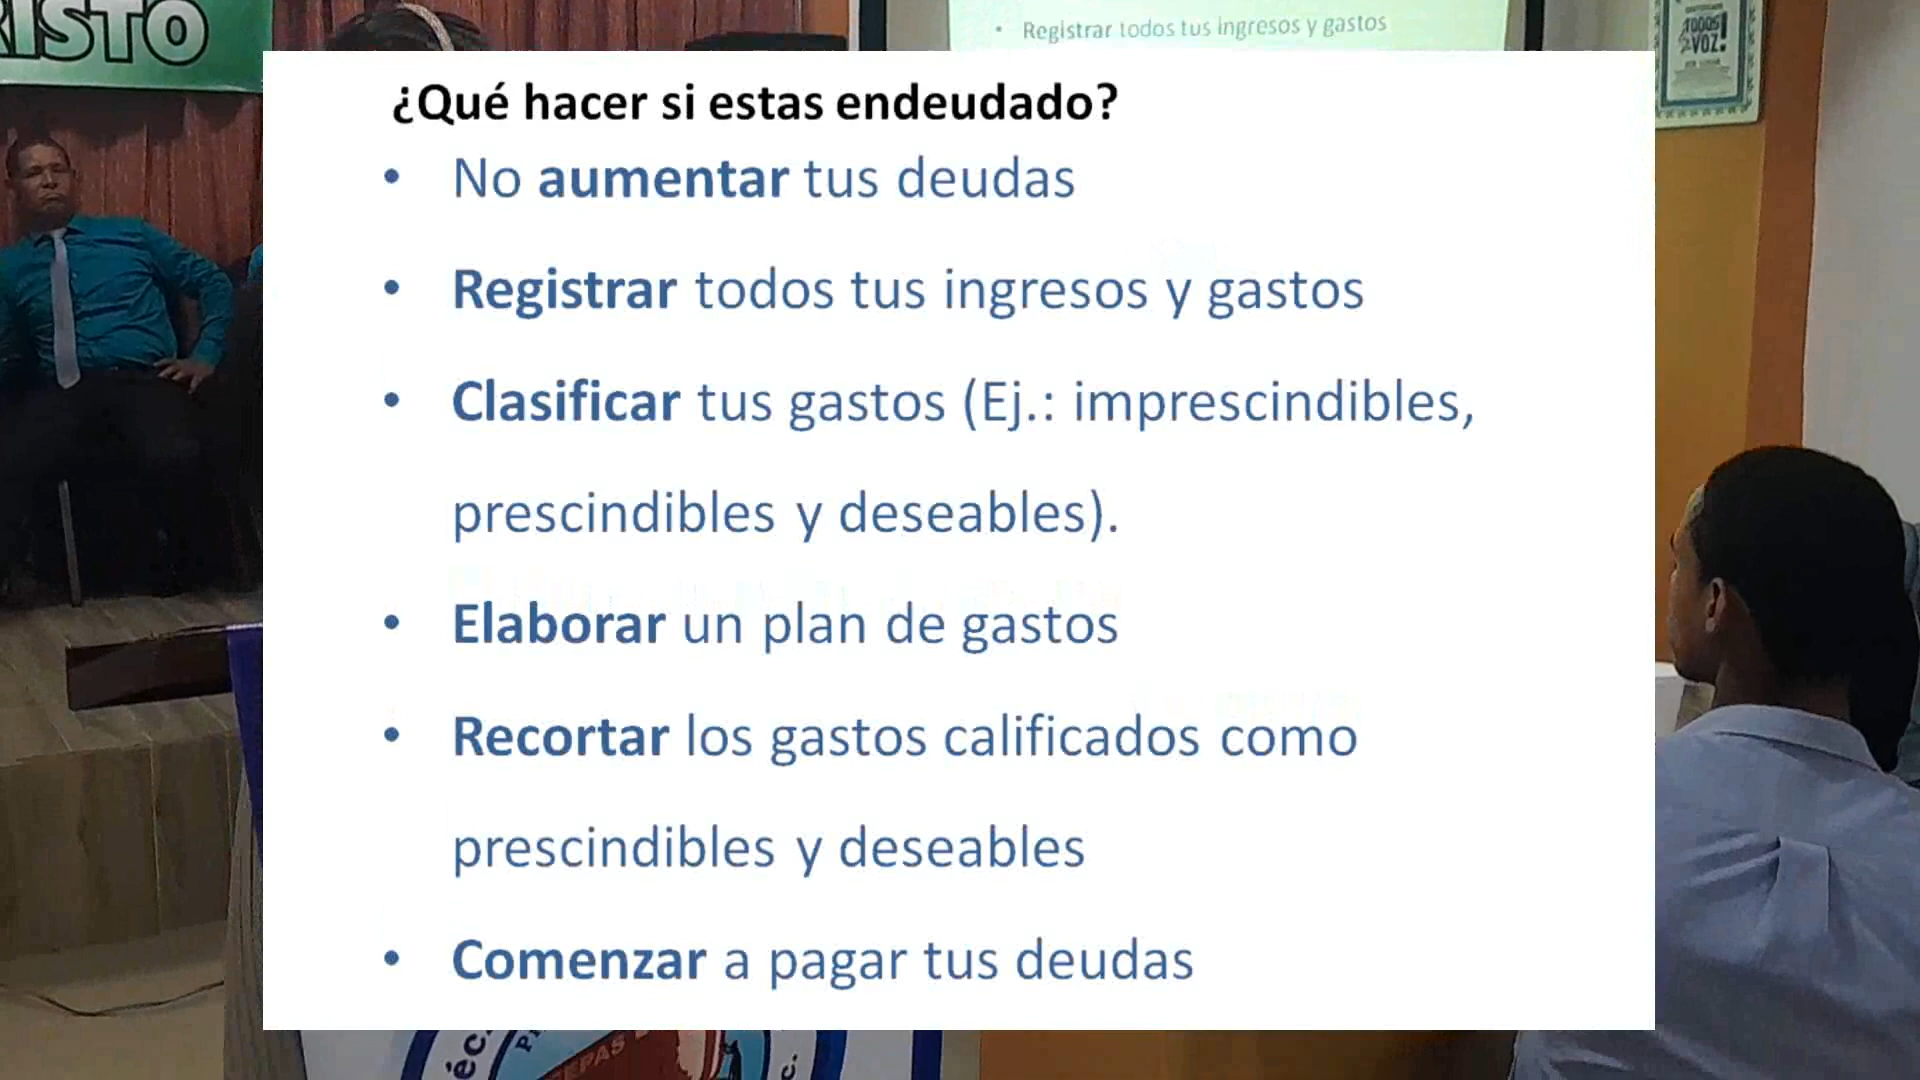 RISTO
• Registrar todos tus ingresos y gastos
¡TODOS
VOZ!
¿Qué hacer si estas endeudado?
• No aumentar tus deudas
• Registrar todos tus ingresos y gastos
• Clasificar tus gastos (Ej.: imprescindibles,
prescindibles y deseables).
• Elaborar un plan de gastos
• Recortar los gastos calificados como
prescindibles y deseables
• Comenzar a pagar tus deudas